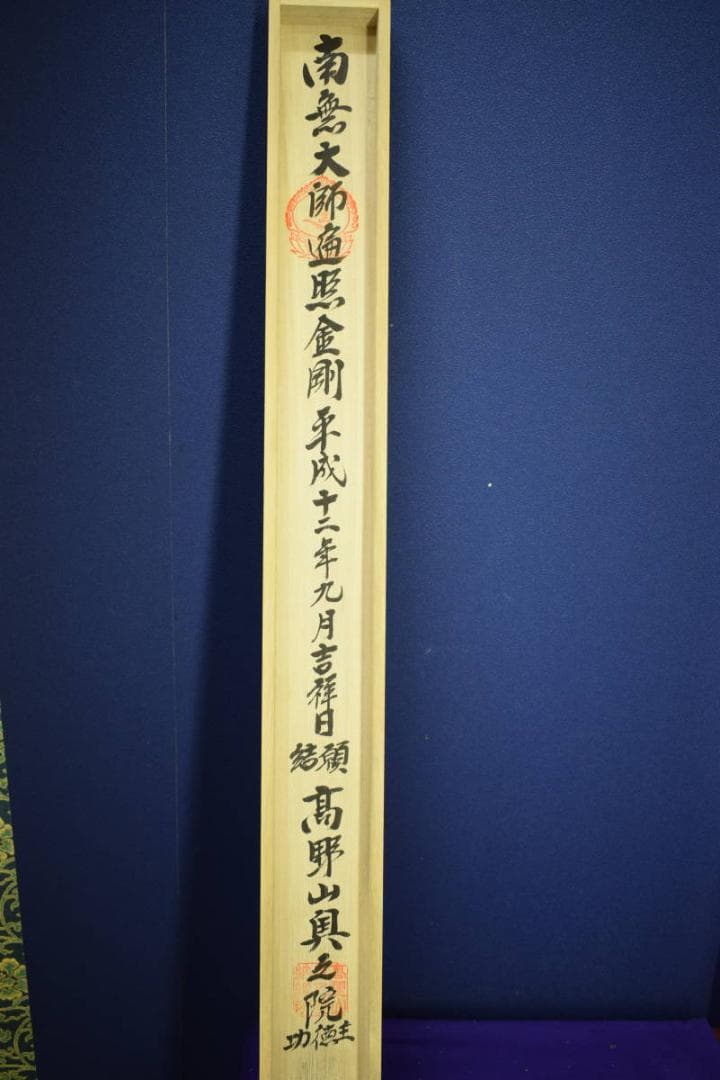 南無大師遍照金剛 平成十二年九月吉祥日
結願
高野山奥之院
功徳主